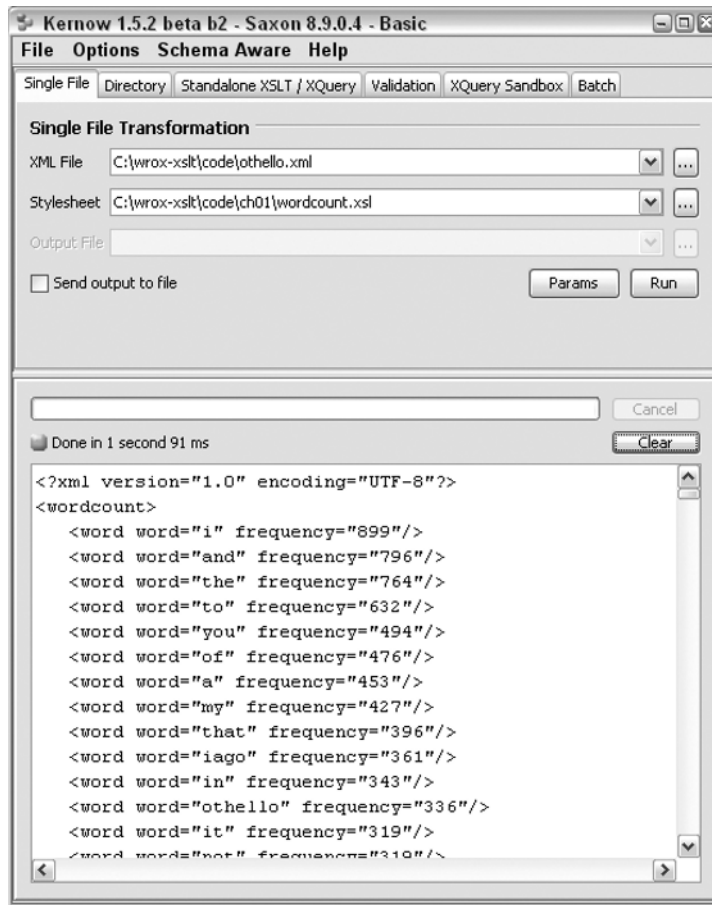 Kernow 1.5.2 beta b2 - Saxon 8.9.0.4 - Basic
File Options Schema Aware Help
Single File Directory Standalone XSLT / XQuery Validation XQuery Sandbox Batch
Single File Transformation
XML File C:\wrox-xslt\code\othello.xml ...
Stylesheet C:\wrox-xslt\code\ch01\wordcount.xsl ...
Output File ...
Send output to file Params Run
Cancel
Done in 1 second 91 ms Clear
<?xml version="1.0" encoding="UTF-8"?>
<wordcount>
<word word="i" frequency="899"/>
<word word="and" frequency="796"/>
<word word="the" frequency="764"/>
<word word="to" frequency="632"/>
<word word="you" frequency="494"/>
<word word="of" frequency="476"/>
<word word="a" frequency="453"/>
<word word="my" frequency="427"/>
<word word="that" frequency="396"/>
<word word="iago" frequency="361"/>
<word word="in" frequency="343"/>
<word word="othello" frequency="336"/>
<word word="it" frequency="319"/>
<word word="not" frequency="319"/>